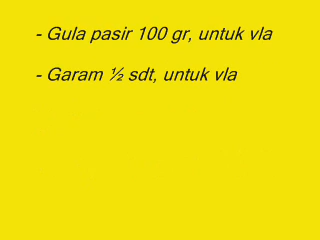 - Gula pasir 100 gr, untuk vla
- Garam ½ sdt, untuk vla